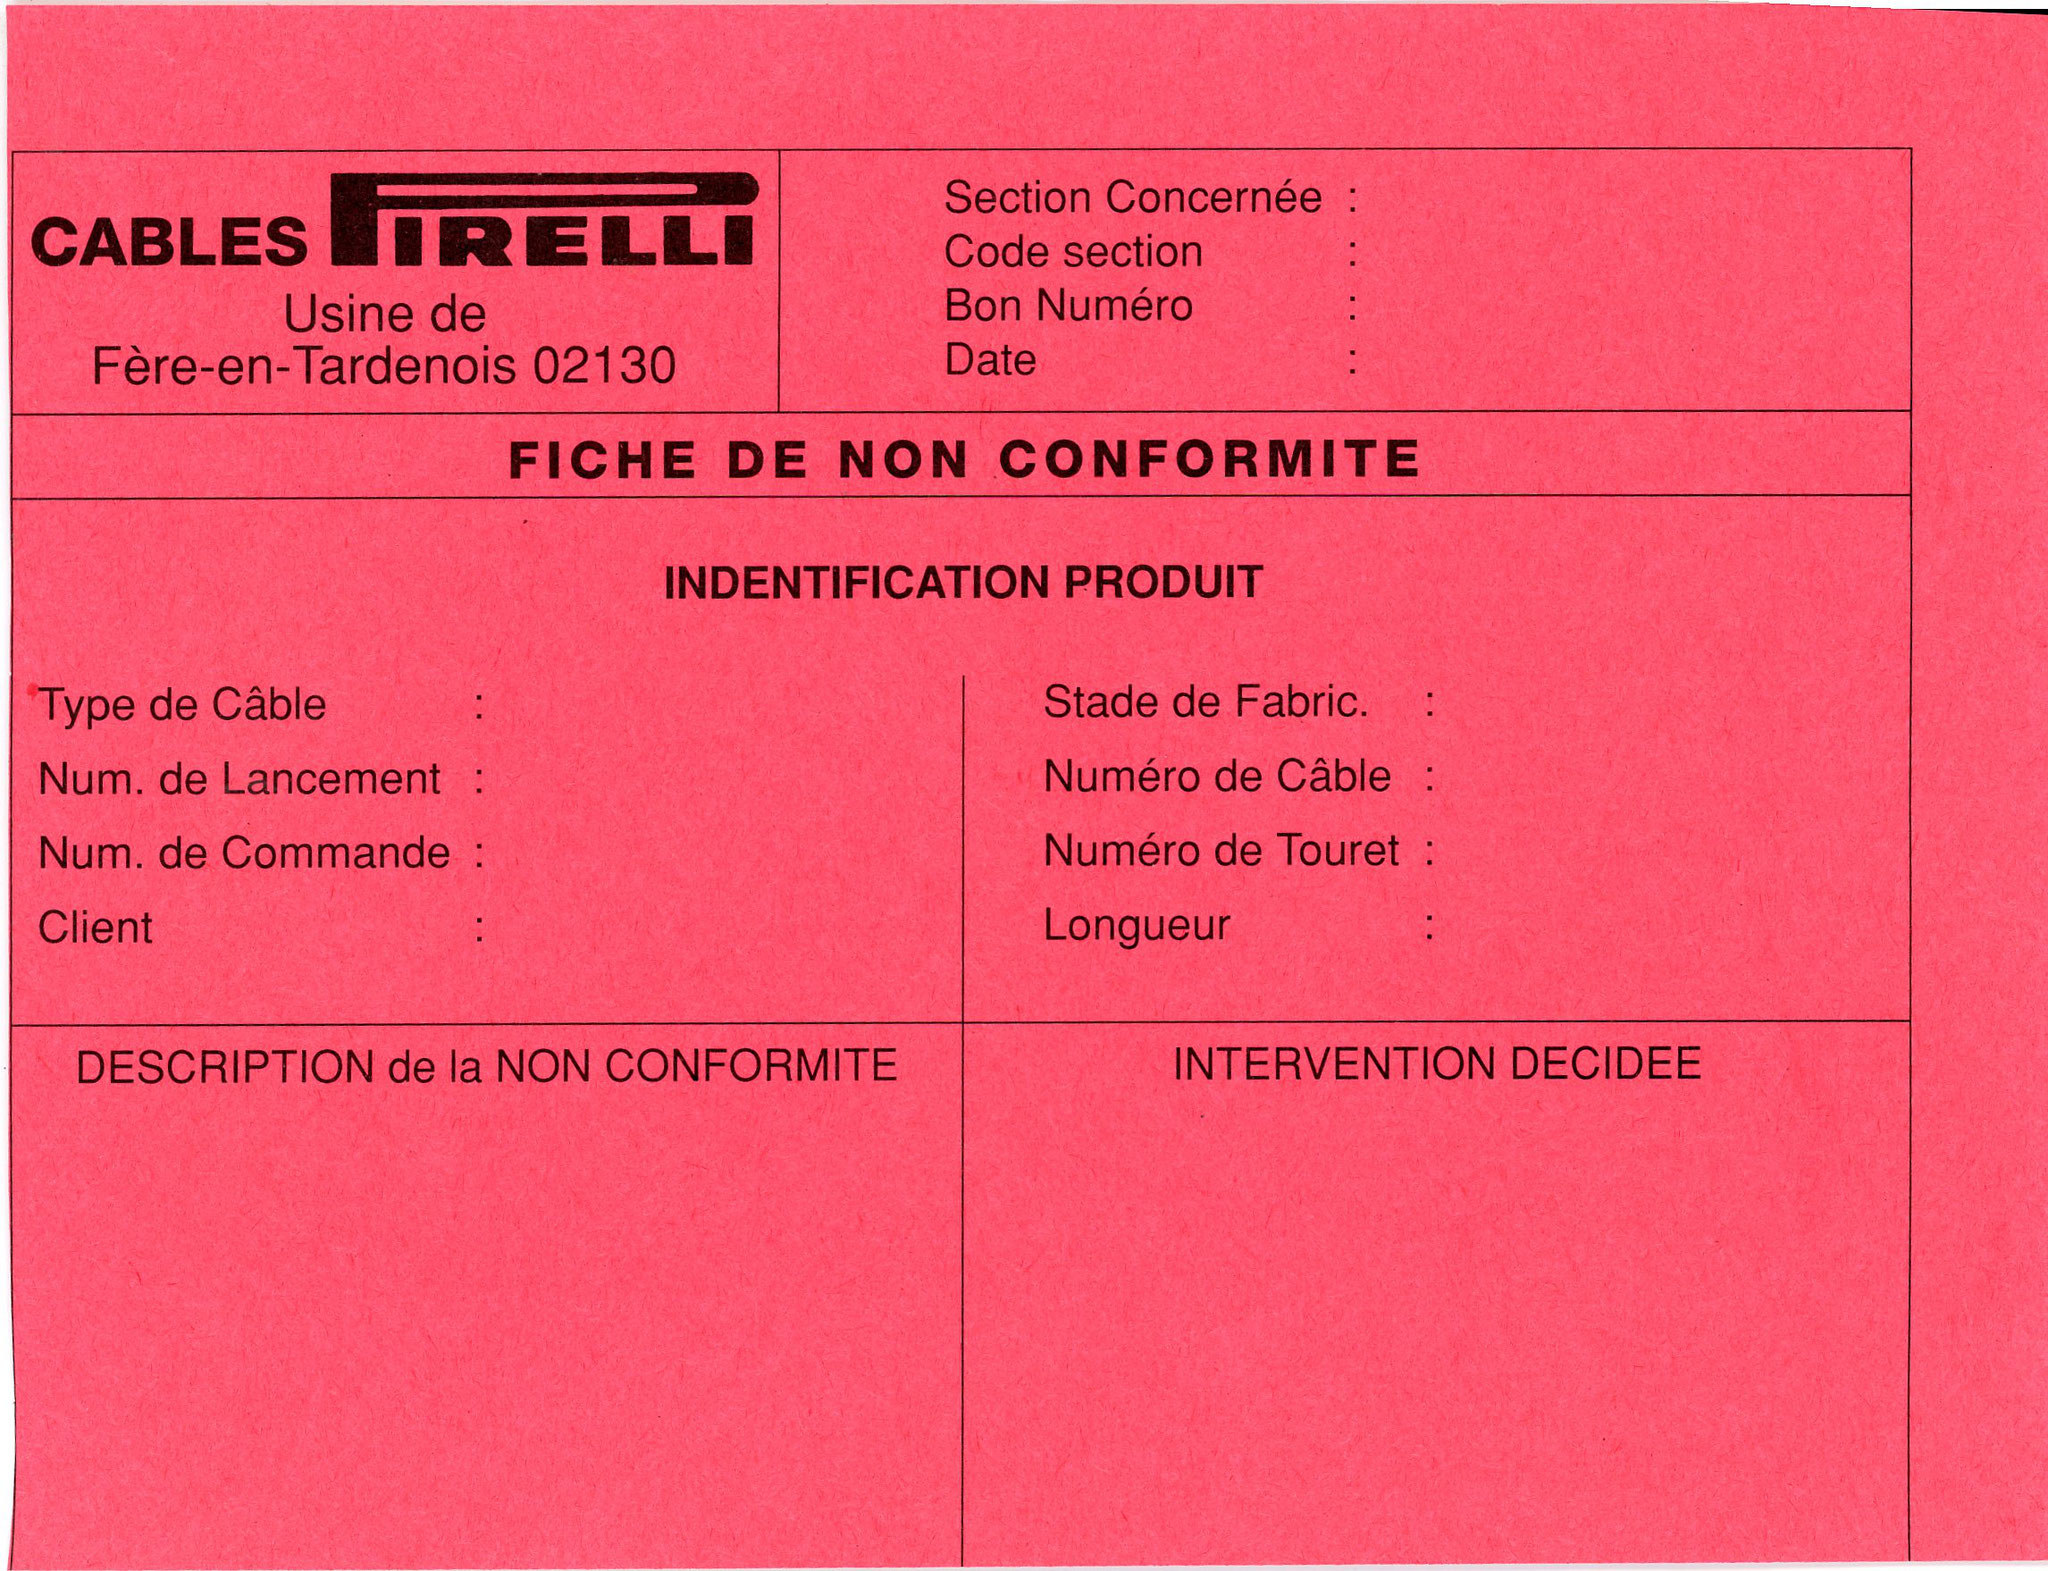 CABLES PIRELLI
Usine de
Fère-en-Tardenois 02130
Section Concernée :
Code section :
Bon Numéro :
Date :
FICHE DE NON CONFORMITE
INDENTIFICATION PRODUIT
Type de Câble :
Num. de Lancement :
Num. de Commande :
Client :
Stade de Fabric. :
Numéro de Câble :
Numéro de Touret :
Longueur :
DESCRIPTION de la NON CONFORMITE
INTERVENTION DECIDEE